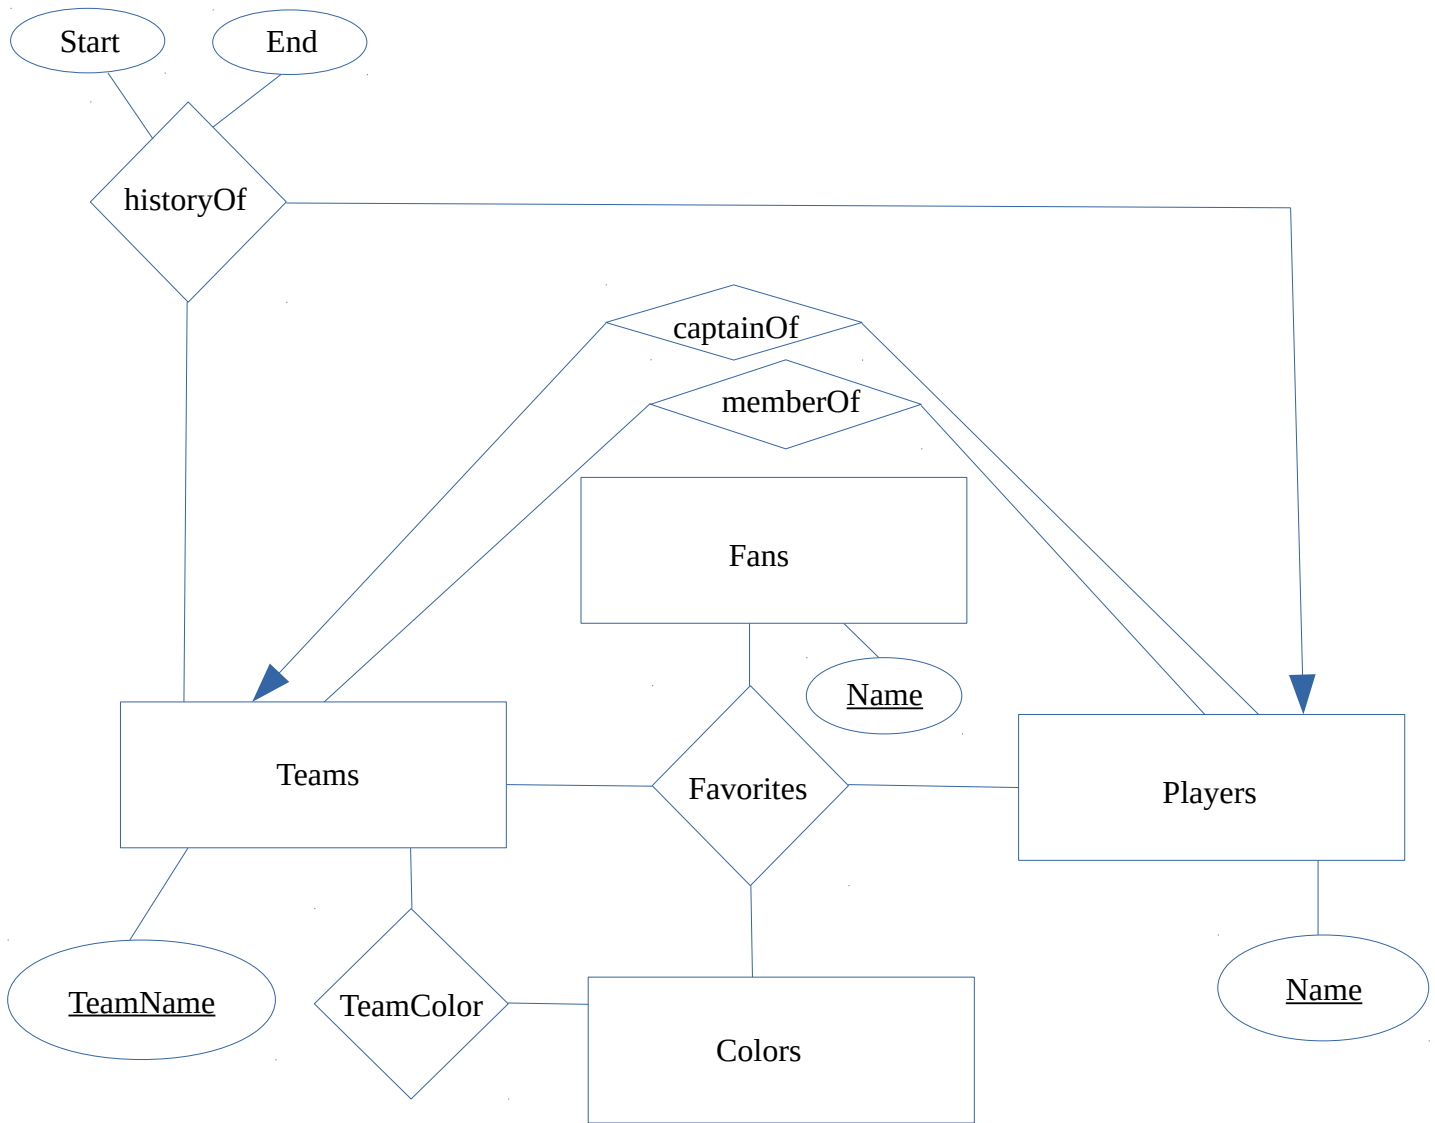 Start
End
historyOf
captainOf
memberOf
Fans
Name
Teams
Favorites
Players
TeamName
TeamColor
Name
Colors